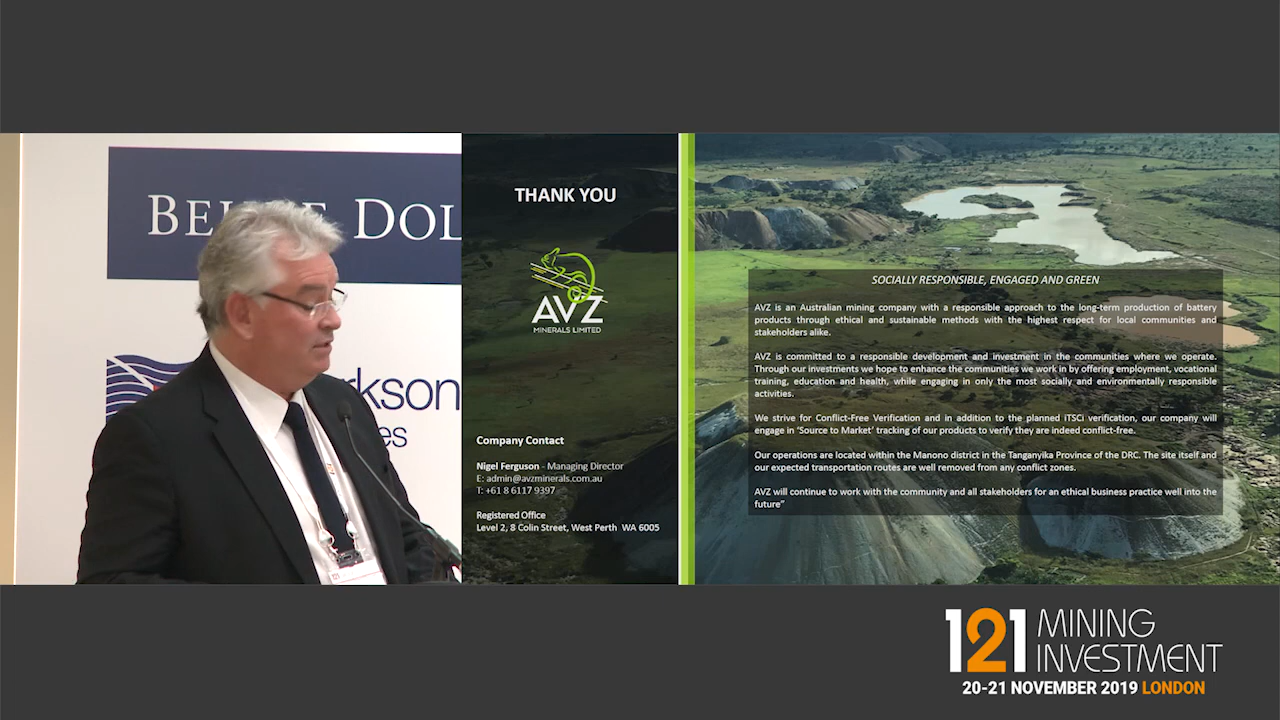 DOL
rkson
es
THANK YOU
AVZ
MINERALS LIMITED
Company Contact
Nigel Ferguson - Managing Director
E: admin@avzminerals.com.au
T: +61 8 6117 9397
Registered Office
Level 2, 8 Colin Street, West Perth WA 6005
SOCIALLY RESPONSIBLE, ENGAGED AND GREEN
AVZ is an Australian mining company with a responsible approach to the long-term production of battery
products through ethical and sustainable methods with the highest respect for local communities and
stakeholders alike.
AVZ is committed to a responsible development and investment in the communities where we operate.
Through our investments we hope to enhance the communities we work in by offering employment, vocational
training, education and health, while engaging in only the most socially and environmentally responsible
activities.
We strive for Conflict-Free Verification and in addition to the planned iTSCi verification, our company will
engage in 'Source to Market' tracking of our products to verify they are indeed conflict-free.
Our operations are located within the Manono district in the Tanganyika Province of the DRC. The site itself and
our expected transportation routes are well removed from any conflict zones.
AVZ will continue to work with the community and all stakeholders for an ethical business practice well into the
future"
121 MINING
INVESTMENT
20-21 NOVEMBER 2019 LONDON